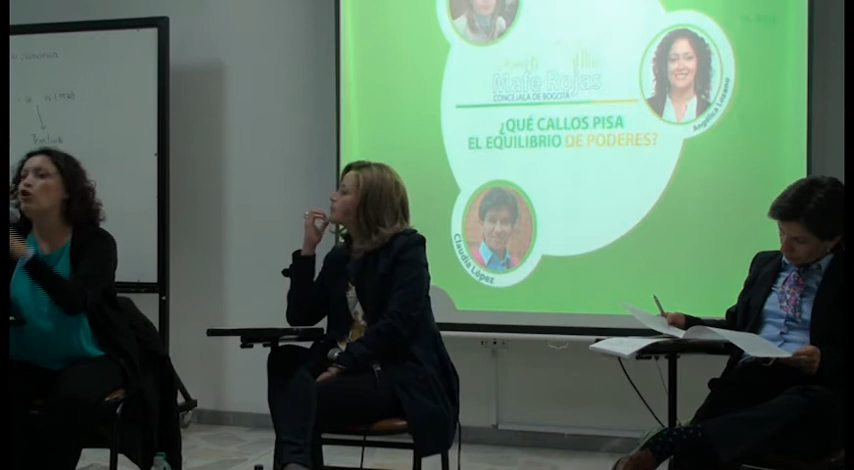 Mafe Rojas
CONCEJALA DE BOGOTÁ
¿QUÉ CALLOS PISA
EL EQUILIBRIO DE PODERES?
Angélica Lozano
Claudia López